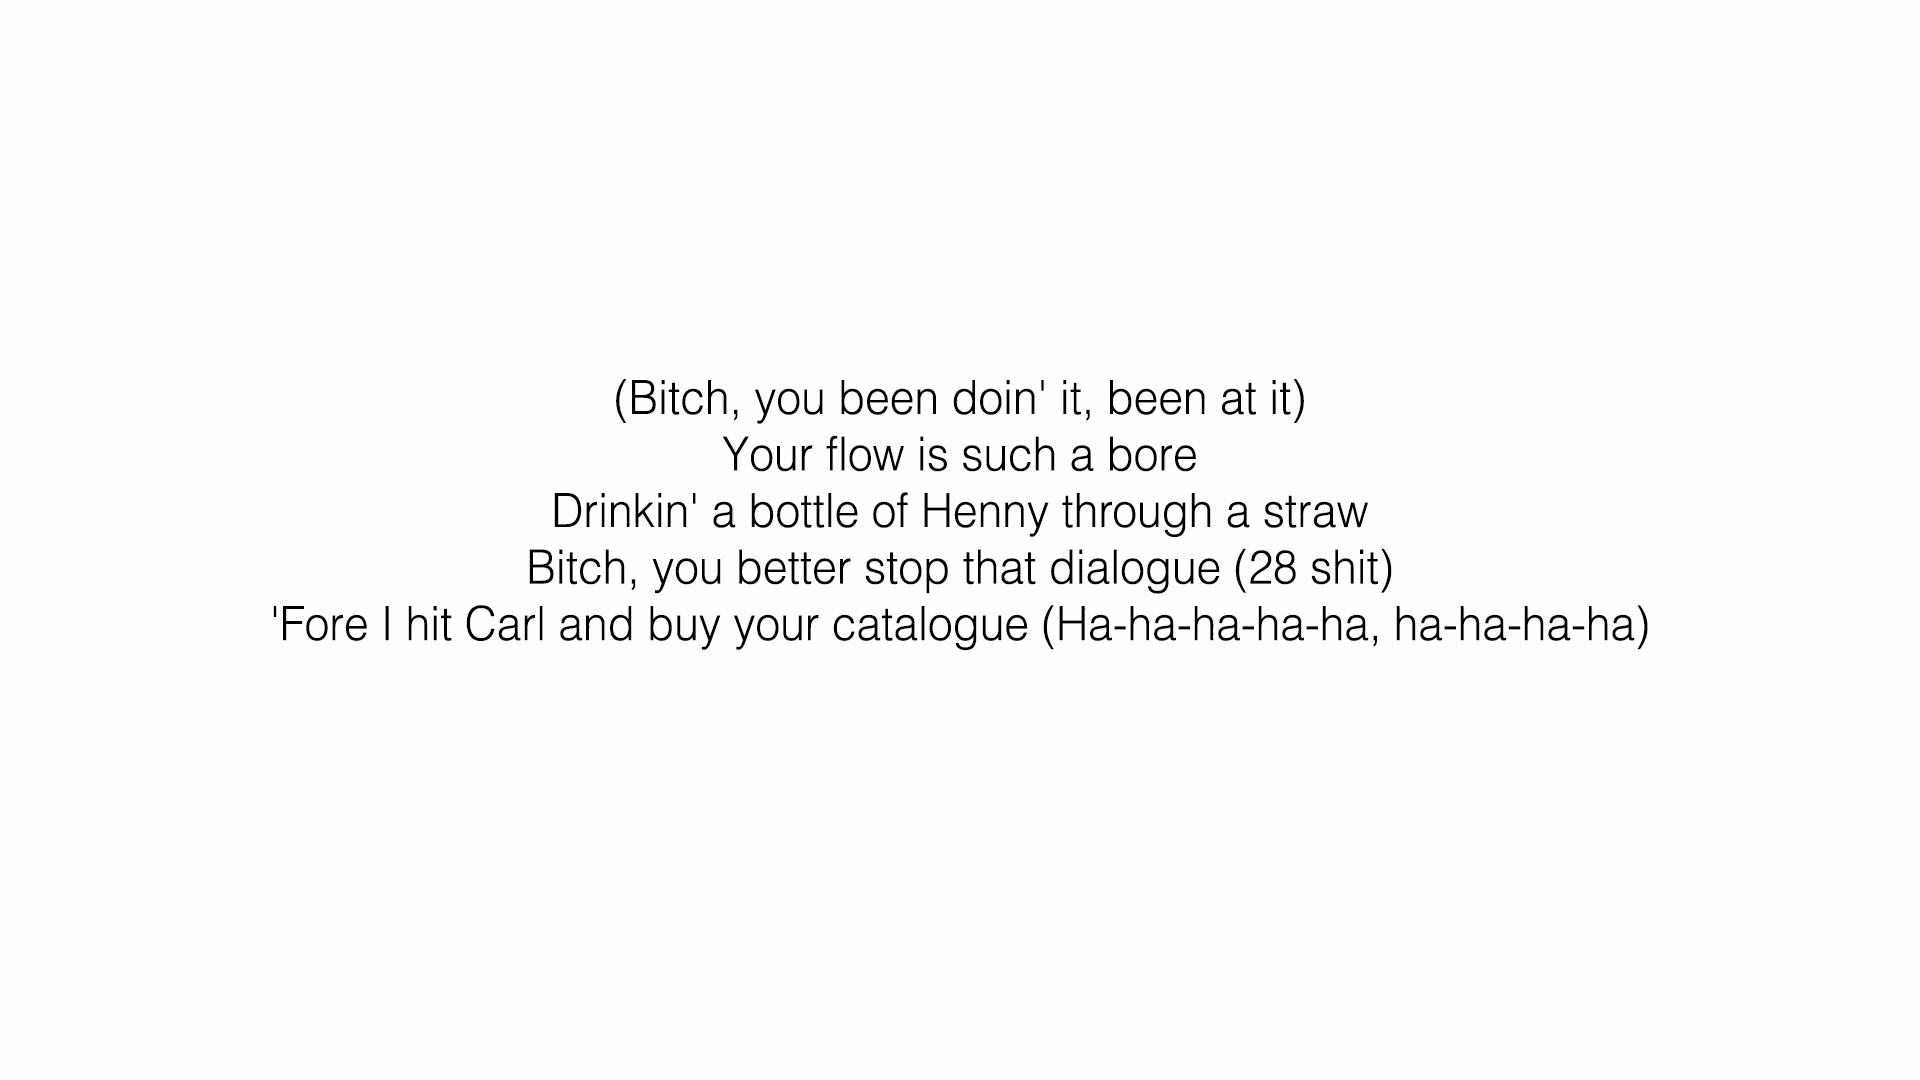 (Bitch, you been doin' it, been at it)
Your flow is such a bore
Drinkin' a bottle of Henny through a straw
Bitch, you better stop that dialogue (28 shit)
'Fore I hit Carl and buy your catalogue (Ha-ha-ha-ha-ha, ha-ha-ha-ha)